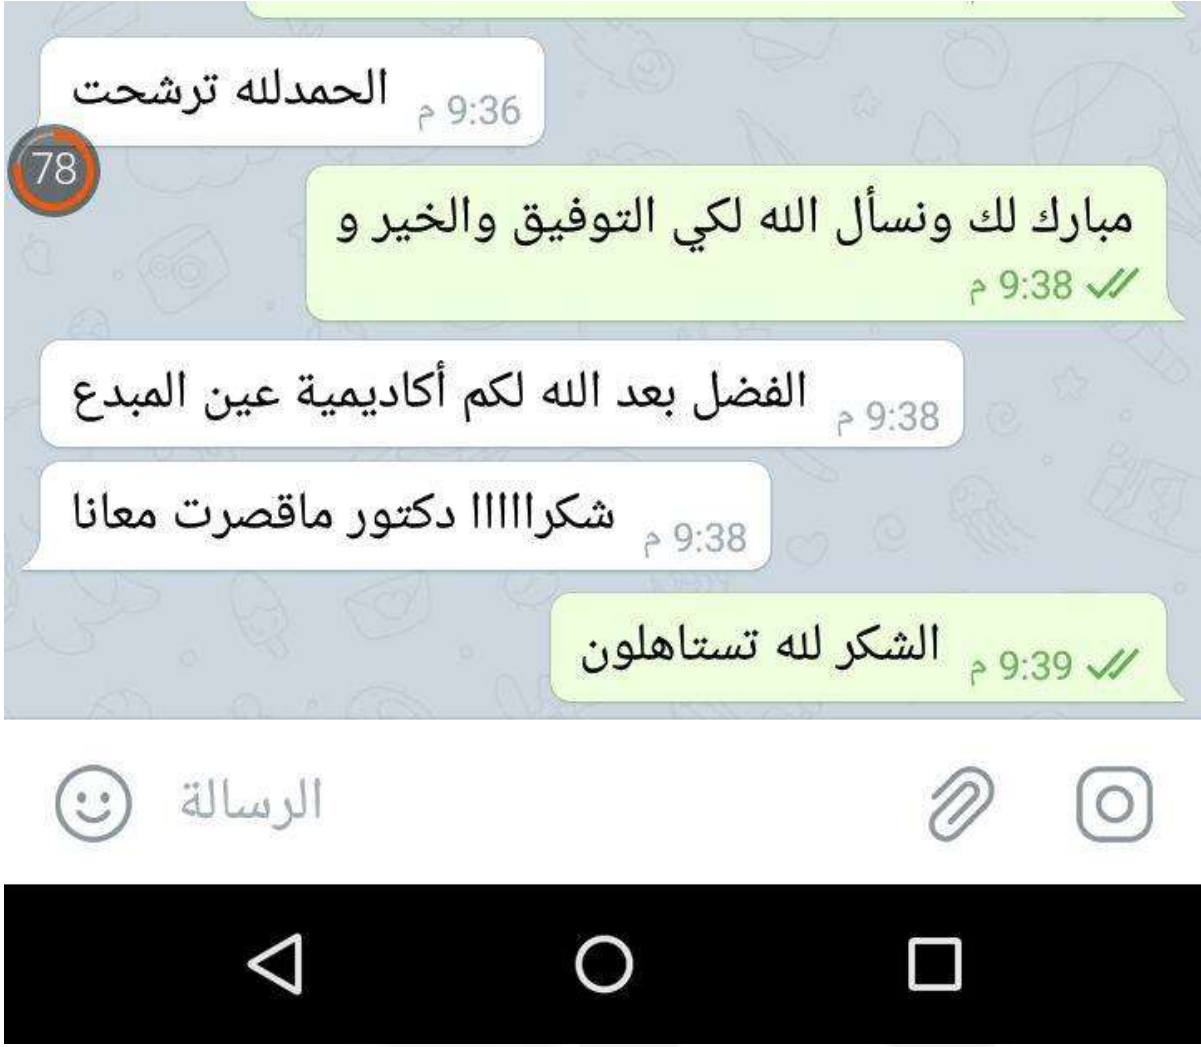 الحمدلله ترشحت
9:36 م
78
مبارك لك ونسأل الله لكي التوفيق والخير و
9:38 م
الفضل بعد الله لكم أكاديمية عين المبدع
9:38 م
شكرااااا دكتور ماقصرت معانا
9:38 م
الشكر لله تستاهلون
9:39 م
الرسالة